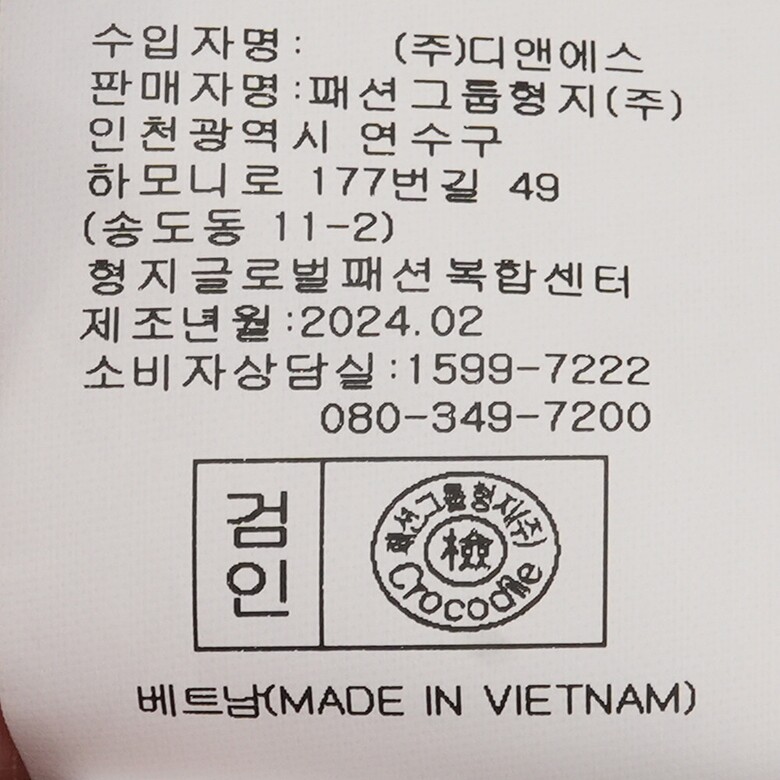 수입자명: (주)디앤에스
판매자명:패션그룹형지(주)
인천광역시 연수구
하모니로 177번길 49
(송도동 11-2)
형지글로벌패션복합센터
제조년월:2024.02
소비자상담실:1599-7222
080-349-7200
검인
패션그룹형지(주)
檢
Crocodile
베트남(MADE IN VIETNAM)